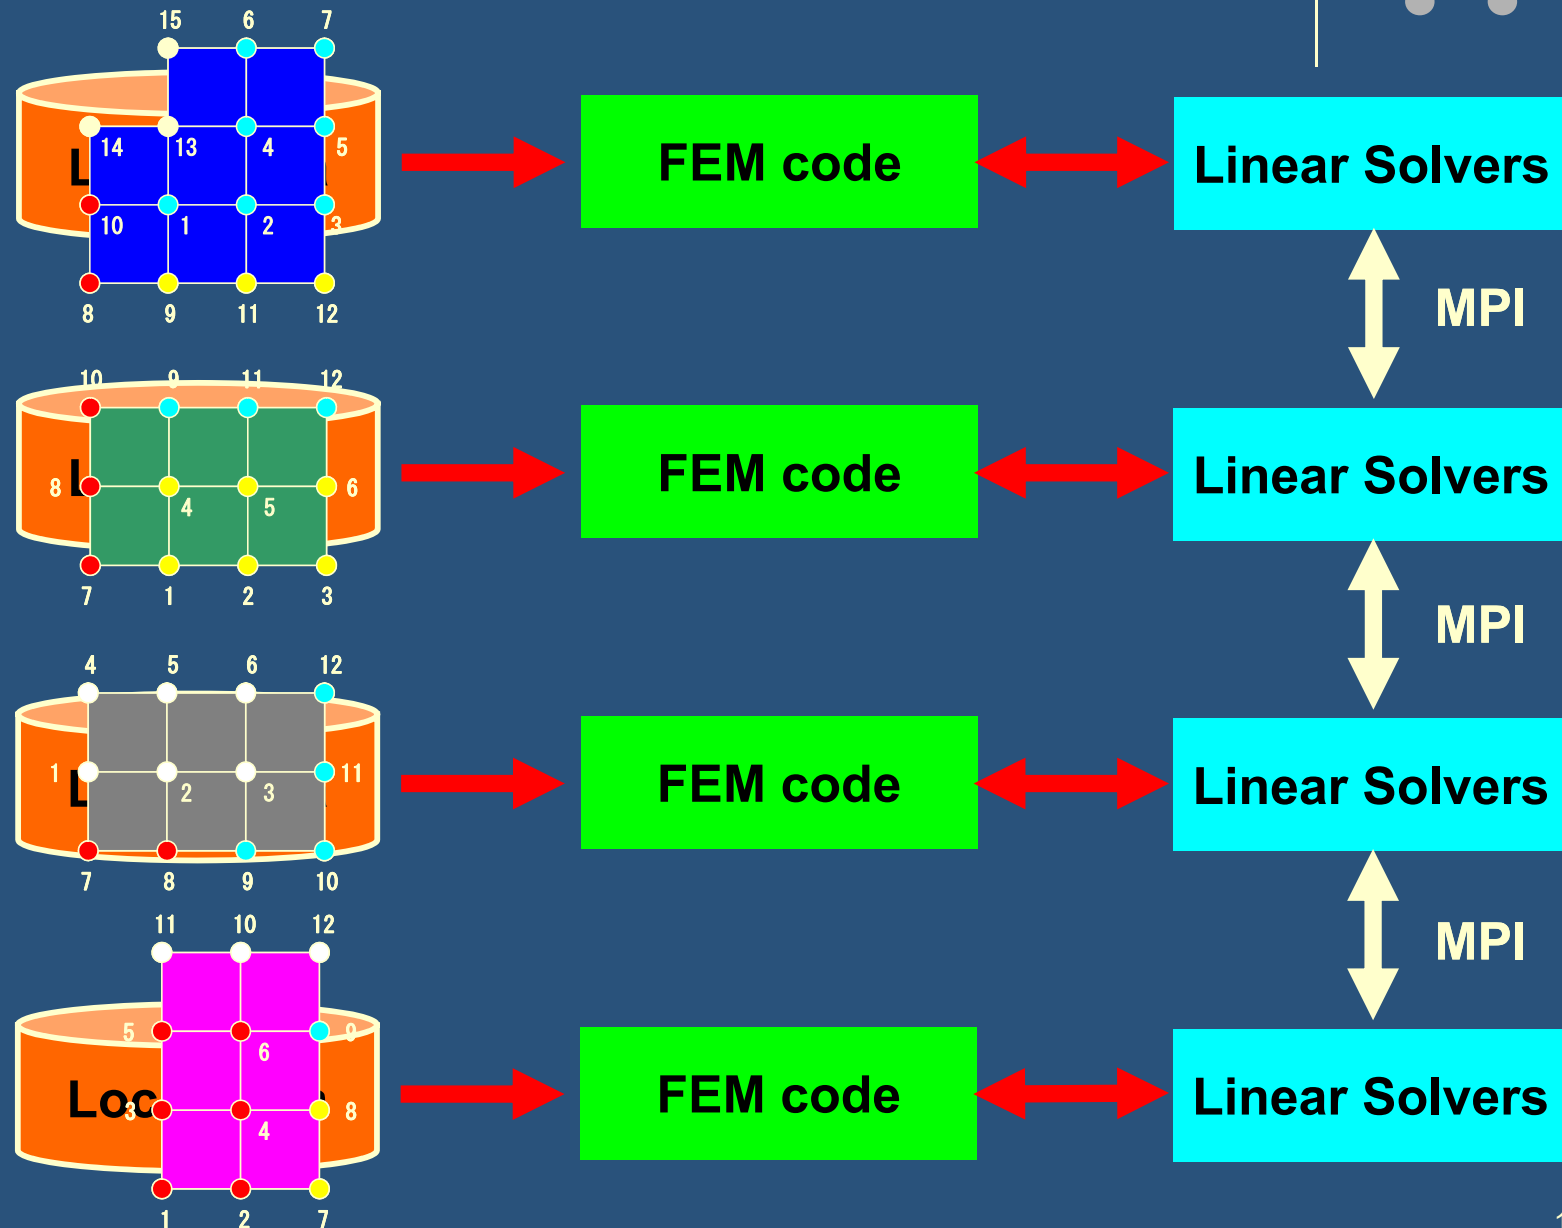 15 6 7
14 13 4 5
10 1 2 3
8 9 11 12
FEM code
Linear Solvers
MPI
10 9 11 12
8 4 5 6
7 1 2 3
FEM code
Linear Solvers
MPI
4 5 6 12
1 2 3 11
7 8 9 10
FEM code
Linear Solvers
MPI
11 10 12
5 6 9
3 4 8
1 2 7
FEM code
Linear Solvers